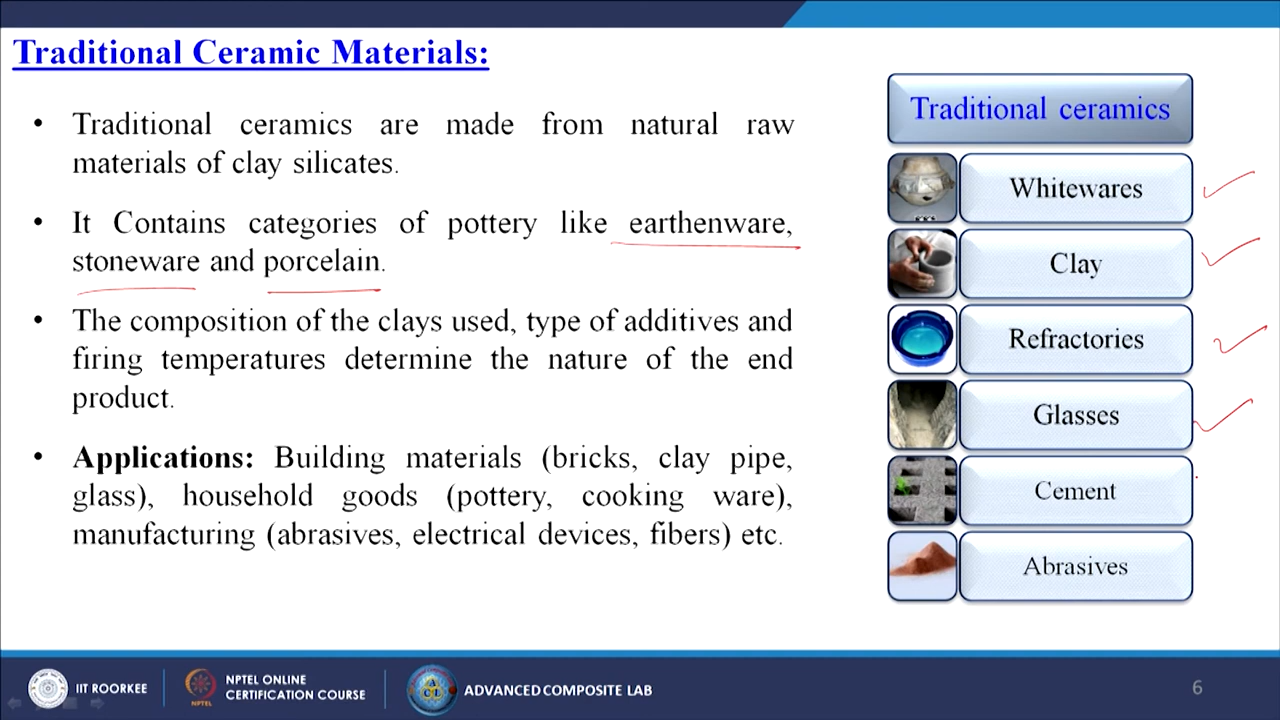 Traditional Ceramic Materials:
• Traditional ceramics are made from natural raw
materials of clay silicates.
• It Contains categories of pottery like earthenware,
stoneware and porcelain.
• The composition of the clays used, type of additives and
firing temperatures determine the nature of the end
product.
• Applications: Building materials (bricks, clay pipe,
glass), household goods (pottery, cooking ware),
manufacturing (abrasives, electrical devices, fibers) etc.
Traditional ceramics
Whitewares
Clay
Refractories
Glasses
Cement
Abrasives
IIT ROORKEE
NPTEL
NPTEL ONLINE
CERTIFICATION COURSE
ADVANCED COMPOSITE LAB
6